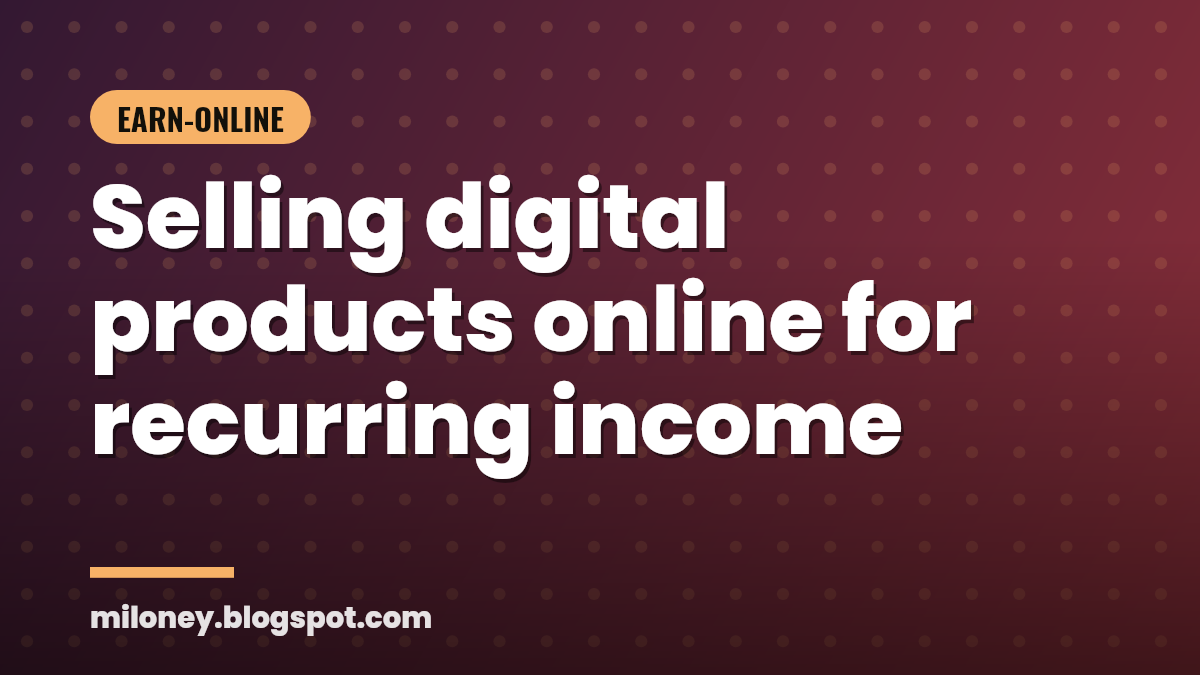 EARN-ONLINE
Selling digital
products online for
recurring income
miloney.blogspot.com